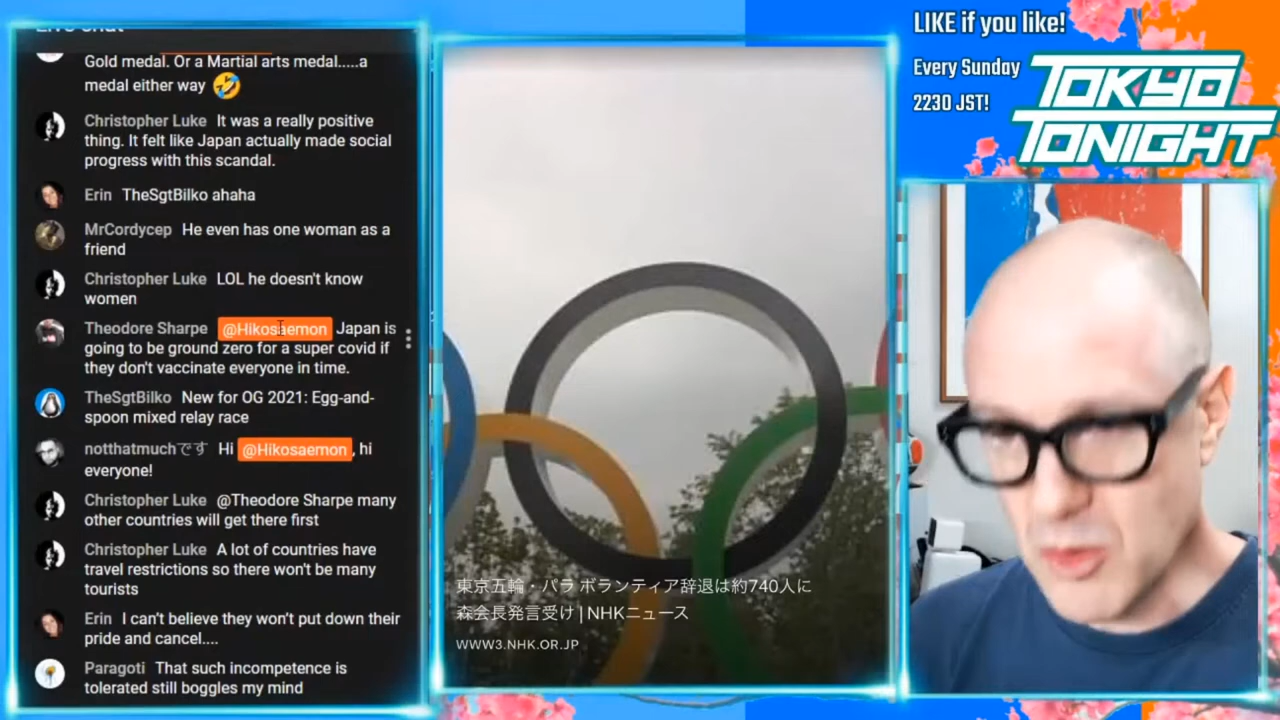 Gold medal. Or a Martial arts medal.....a
medal either way 🤣
Christopher Luke It was a really positive
thing. It felt like Japan actually made social
progress with this scandal.
Erin TheSgtBilko ahaha
MrCordycep He even has one woman as a
friend
Christopher Luke LOL he doesn't know
women
Theodore Sharpe @Hikosaemon Japan is
going to be ground zero for a super covid if
they don't vaccinate everyone in time.
TheSgtBilko New for OG 2021: Egg-and-
spoon mixed relay race
notthatmuchです Hi @Hikosaemon, hi
everyone!
Christopher Luke @Theodore Sharpe many
other countries will get there first
Christopher Luke A lot of countries have
travel restrictions so there won't be many
tourists
Erin I can't believe they won't put down their
pride and cancel....
Paragoti That such incompetence is
tolerated still boggles my mind
東京五輪・パラ ボランティア辞退は約740人に
森会長発言受け | NHKニュース
WWW3.NHK.OR.JP
LIKE if you like!
Every Sunday
2230 JST!
TOKYO
TONIGHT